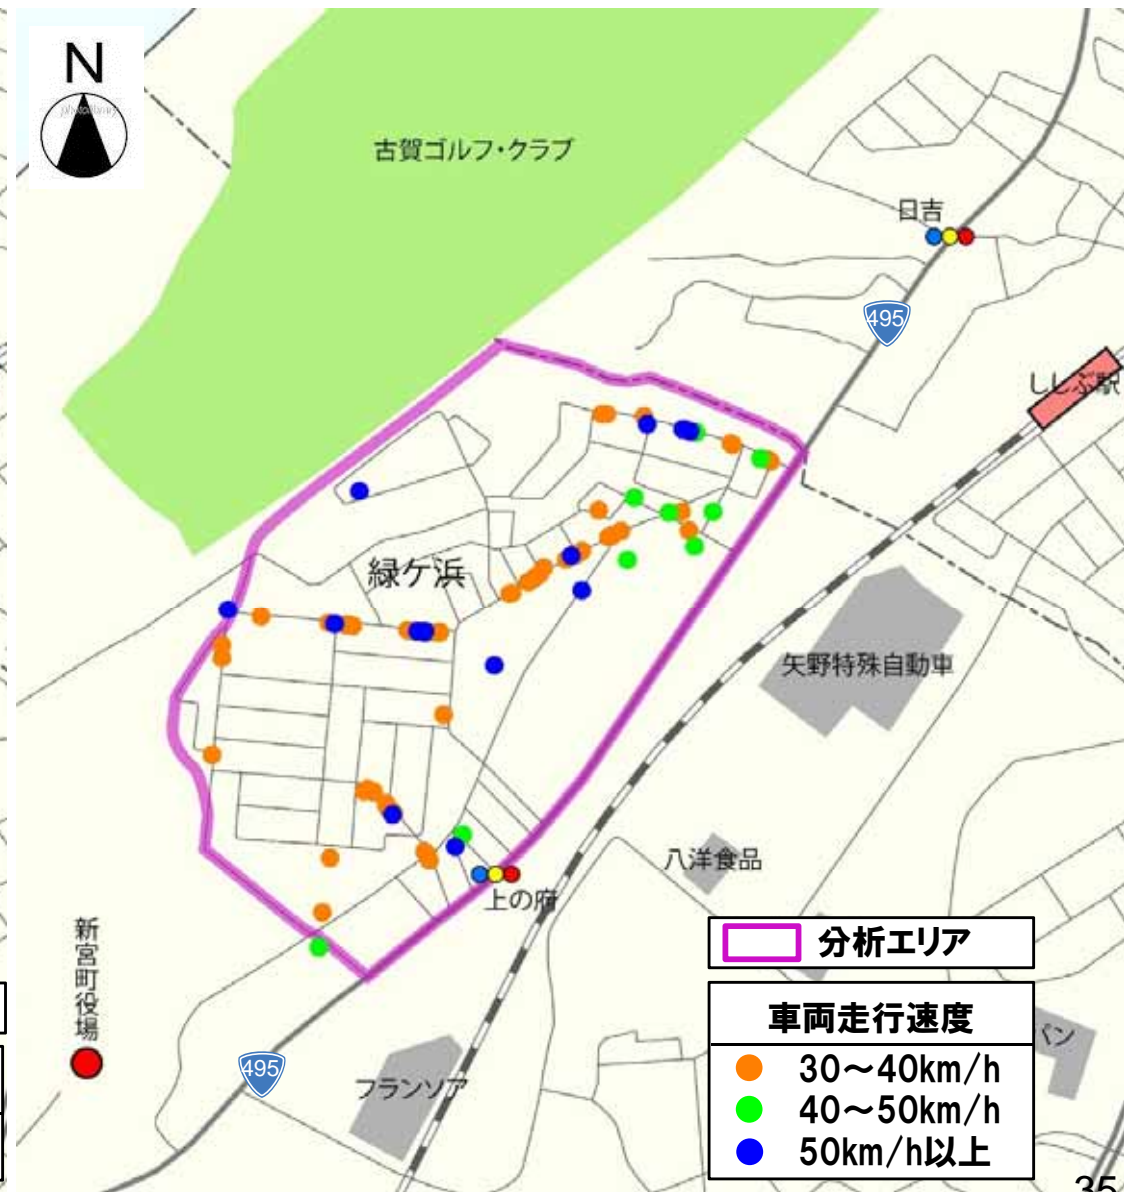 N
photolibrary
古賀ゴルフ・クラブ
日吉
495
ししぶ駅
緑ケ浜
矢野特殊自動車
八洋食品
上の府
新宮町役場
495
フランソア
パン
分析エリア
車両走行速度
30～40km/h
40～50km/h
50km/h以上
35